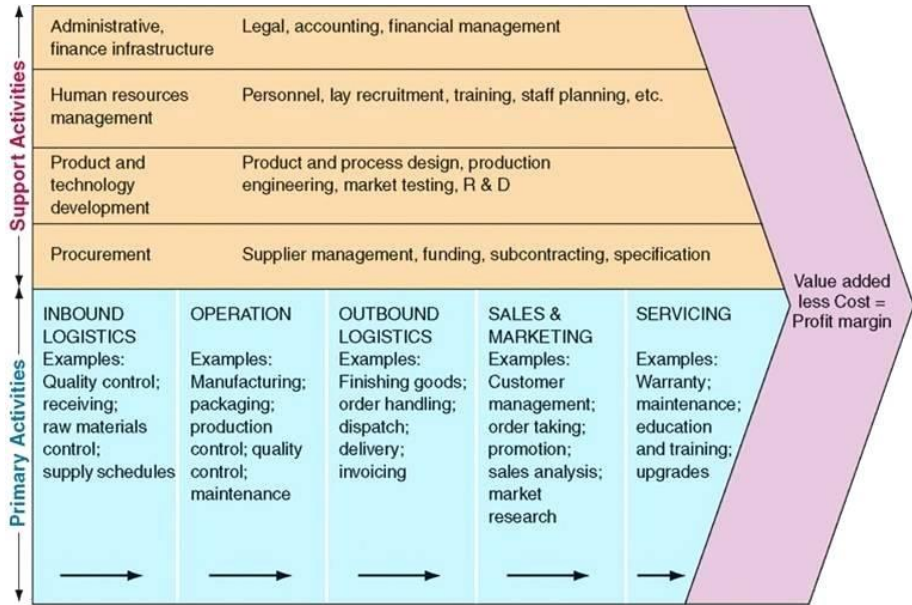 Support Activities
Administrative,
finance infrastructure
Legal, accounting, financial management
Human resources
management
Personnel, lay recruitment, training, staff planning, etc.
Product and
technology
development
Product and process design, production
engineering, market testing, R & D
Procurement
Supplier management, funding, subcontracting, specification
Primary Activities
INBOUND
LOGISTICS
Examples:
Quality control;
receiving;
raw materials
control;
supply schedules
OPERATION
Examples:
Manufacturing;
packaging;
production
control; quality
control;
maintenance
OUTBOUND
LOGISTICS
Examples:
Finishing goods;
order handling;
dispatch;
delivery;
invoicing
SALES &
MARKETING
Examples:
Customer
management;
order taking;
promotion;
sales analysis;
market
research
SERVICING
Examples:
Warranty;
maintenance;
education
and training;
upgrades
Value added
less Cost =
Profit margin